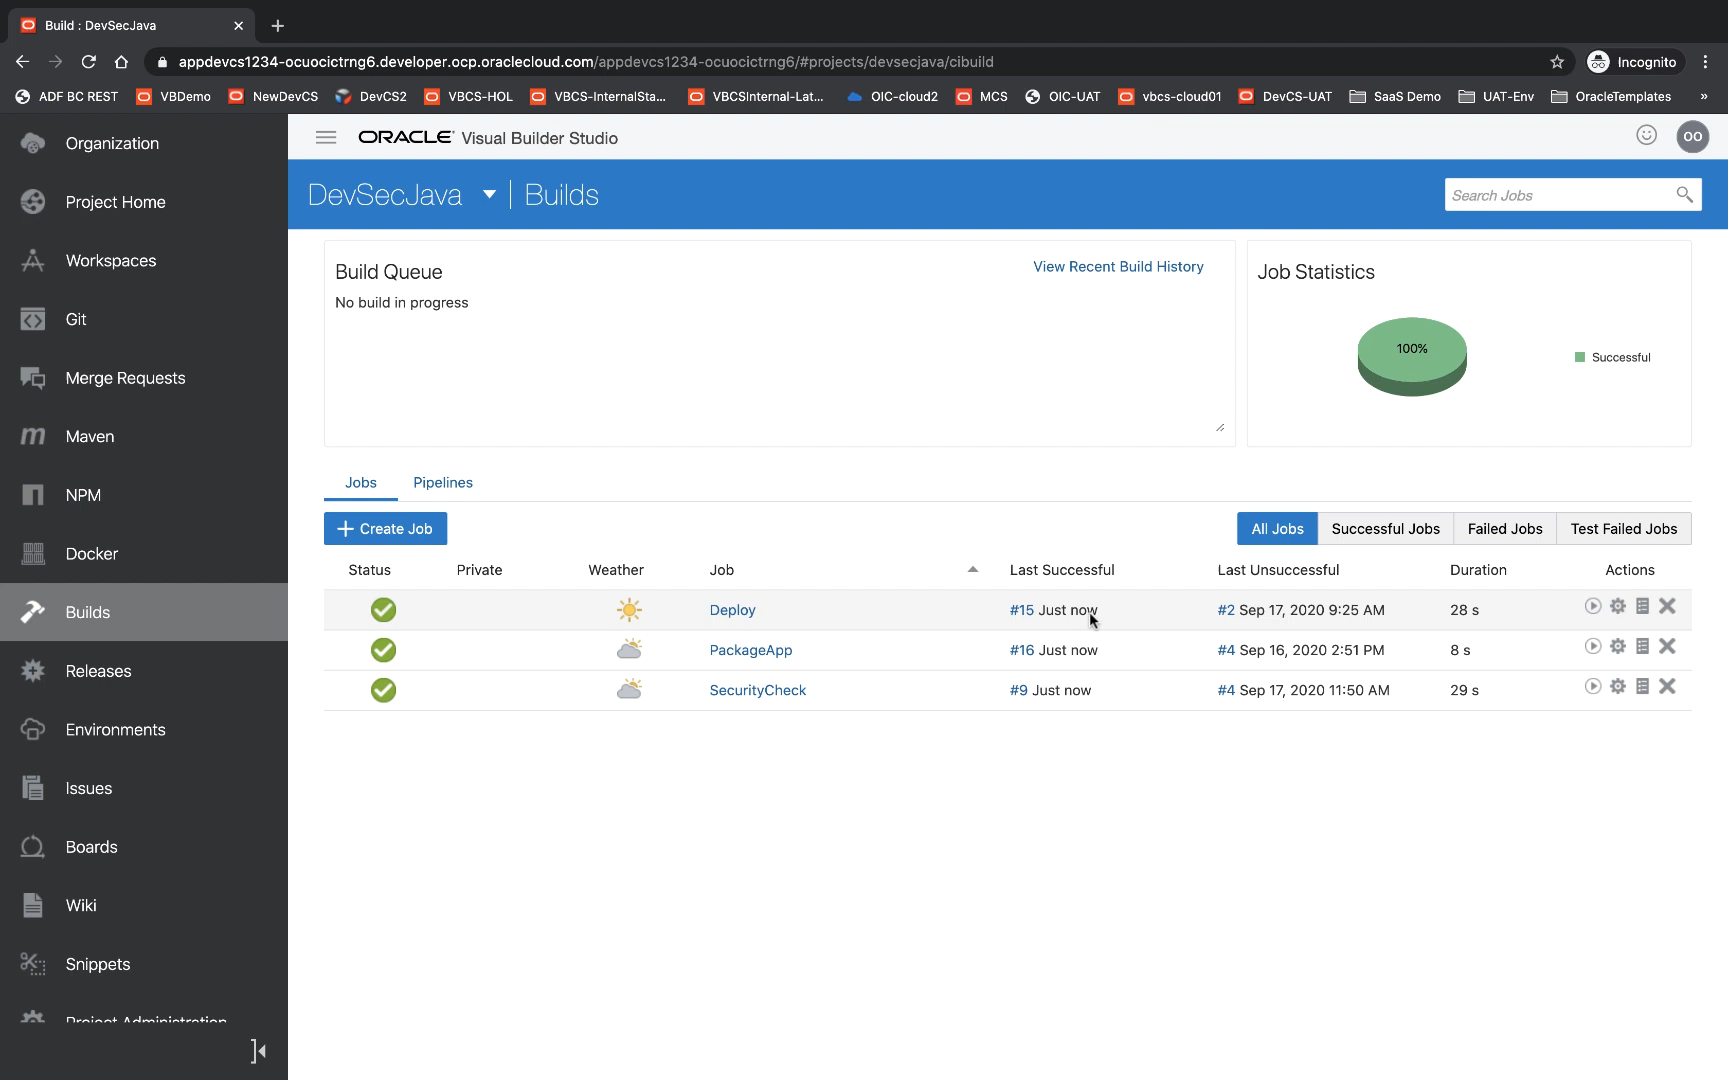 Build : DevSecJava
appdevcs1234-ocuocictrng6.developer.ocp.oraclecloud.com/appdevcs1234-ocuocictrng6/#projects/devsecjava/cibuild
Incognito
ADF BC REST VBDemo NewDevCS DevCS2 VBCS-HOL VBCS-InternalSta... VBCSInternal-Lat... OIC-cloud2 MCS OIC-UAT vbcs-cloud01 DevCS-UAT SaaS Demo UAT-Env OracleTemplates »
Organization
Project Home
Workspaces
Git
Merge Requests
Maven
NPM
Docker
Builds
Releases
Environments
Issues
Boards
Wiki
Snippets
Project Administration
ORACLE Visual Builder Studio
OO
DevSecJava Builds
Search Jobs
Build Queue
View Recent Build History
No build in progress
Job Statistics
100%
Successful
Jobs Pipelines
+ Create Job
All Jobs Successful Jobs Failed Jobs Test Failed Jobs
Status Private Weather Job Last Successful Last Unsuccessful Duration Actions
Deploy #15 Just now #2 Sep 17, 2020 9:25 AM 28 s
PackageApp #16 Just now #4 Sep 16, 2020 2:51 PM 8 s
SecurityCheck #9 Just now #4 Sep 17, 2020 11:50 AM 29 s